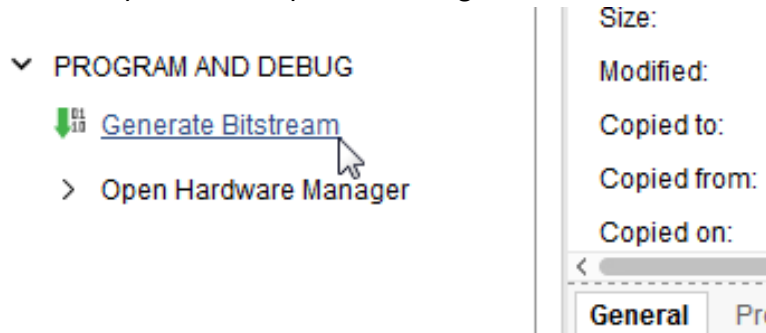 PROGRAM AND DEBUG
Generate Bitstream
Open Hardware Manager
Size:
Modified:
Copied to:
Copied from:
Copied on:
General